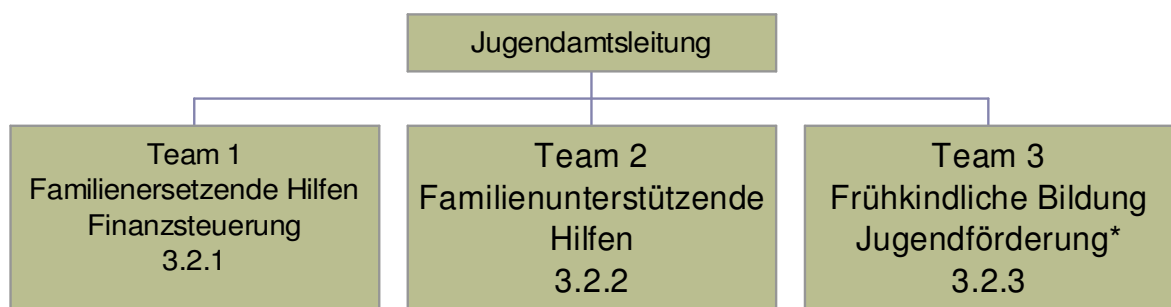 Jugendamtsleitung
Team 1
Familienersetzende Hilfen
Finanzsteuerung
3.2.1
Team 2
Familienunterstützende
Hilfen
3.2.2
Team 3
Frühkindliche Bildung
Jugendförderung*
3.2.3